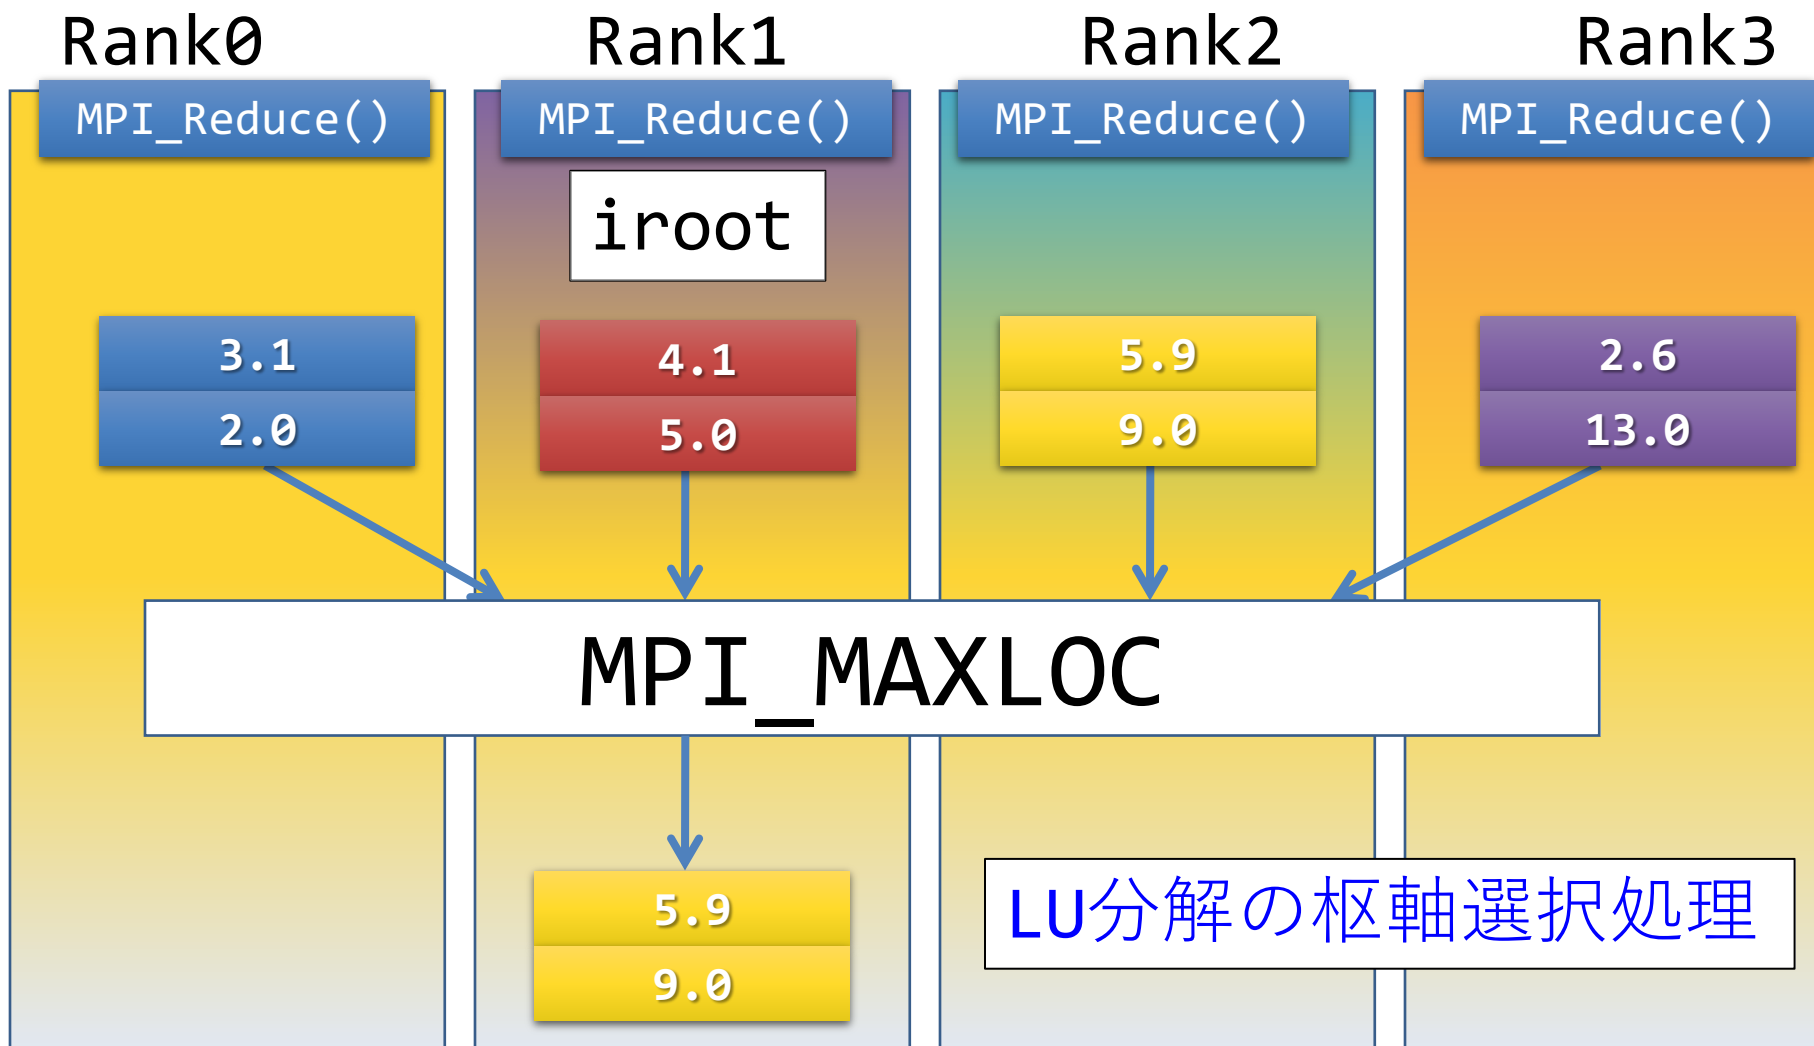 Rank0
Rank1
Rank2
Rank3
MPI_Reduce()
MPI_Reduce()
MPI_Reduce()
MPI_Reduce()
iroot
3.1
4.1
5.9
2.6
2.0
5.0
9.0
13.0
MPI_MAXLOC
5.9
9.0
LU分解の枢軸選択処理